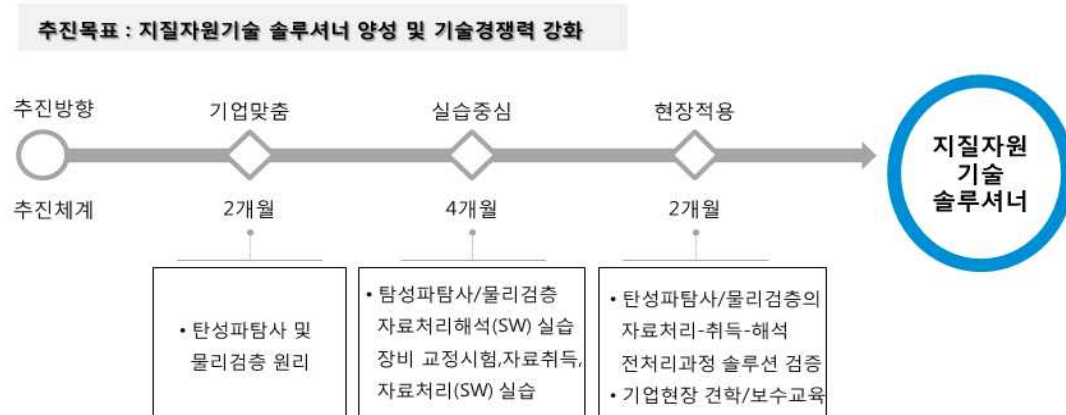 추진목표 : 지질자원기술 솔루셔너 양성 및 기술경쟁력 강화
추진방향
기업맞춤
실습중심
현장적용
추진체계
2개월
4개월
2개월
지질자원
기술
솔루셔너
• 탄성파탐사 및
물리검층 원리
• 탐성파탐사/물리검층
자료처리해석(SW) 실습
장비 교정시험,자료취득,
자료처리(SW) 실습
• 탄성파탐사/물리검층의
자료처리-취득-해석
전처리과정 솔루션 검증
• 기업현장 견학/보수교육